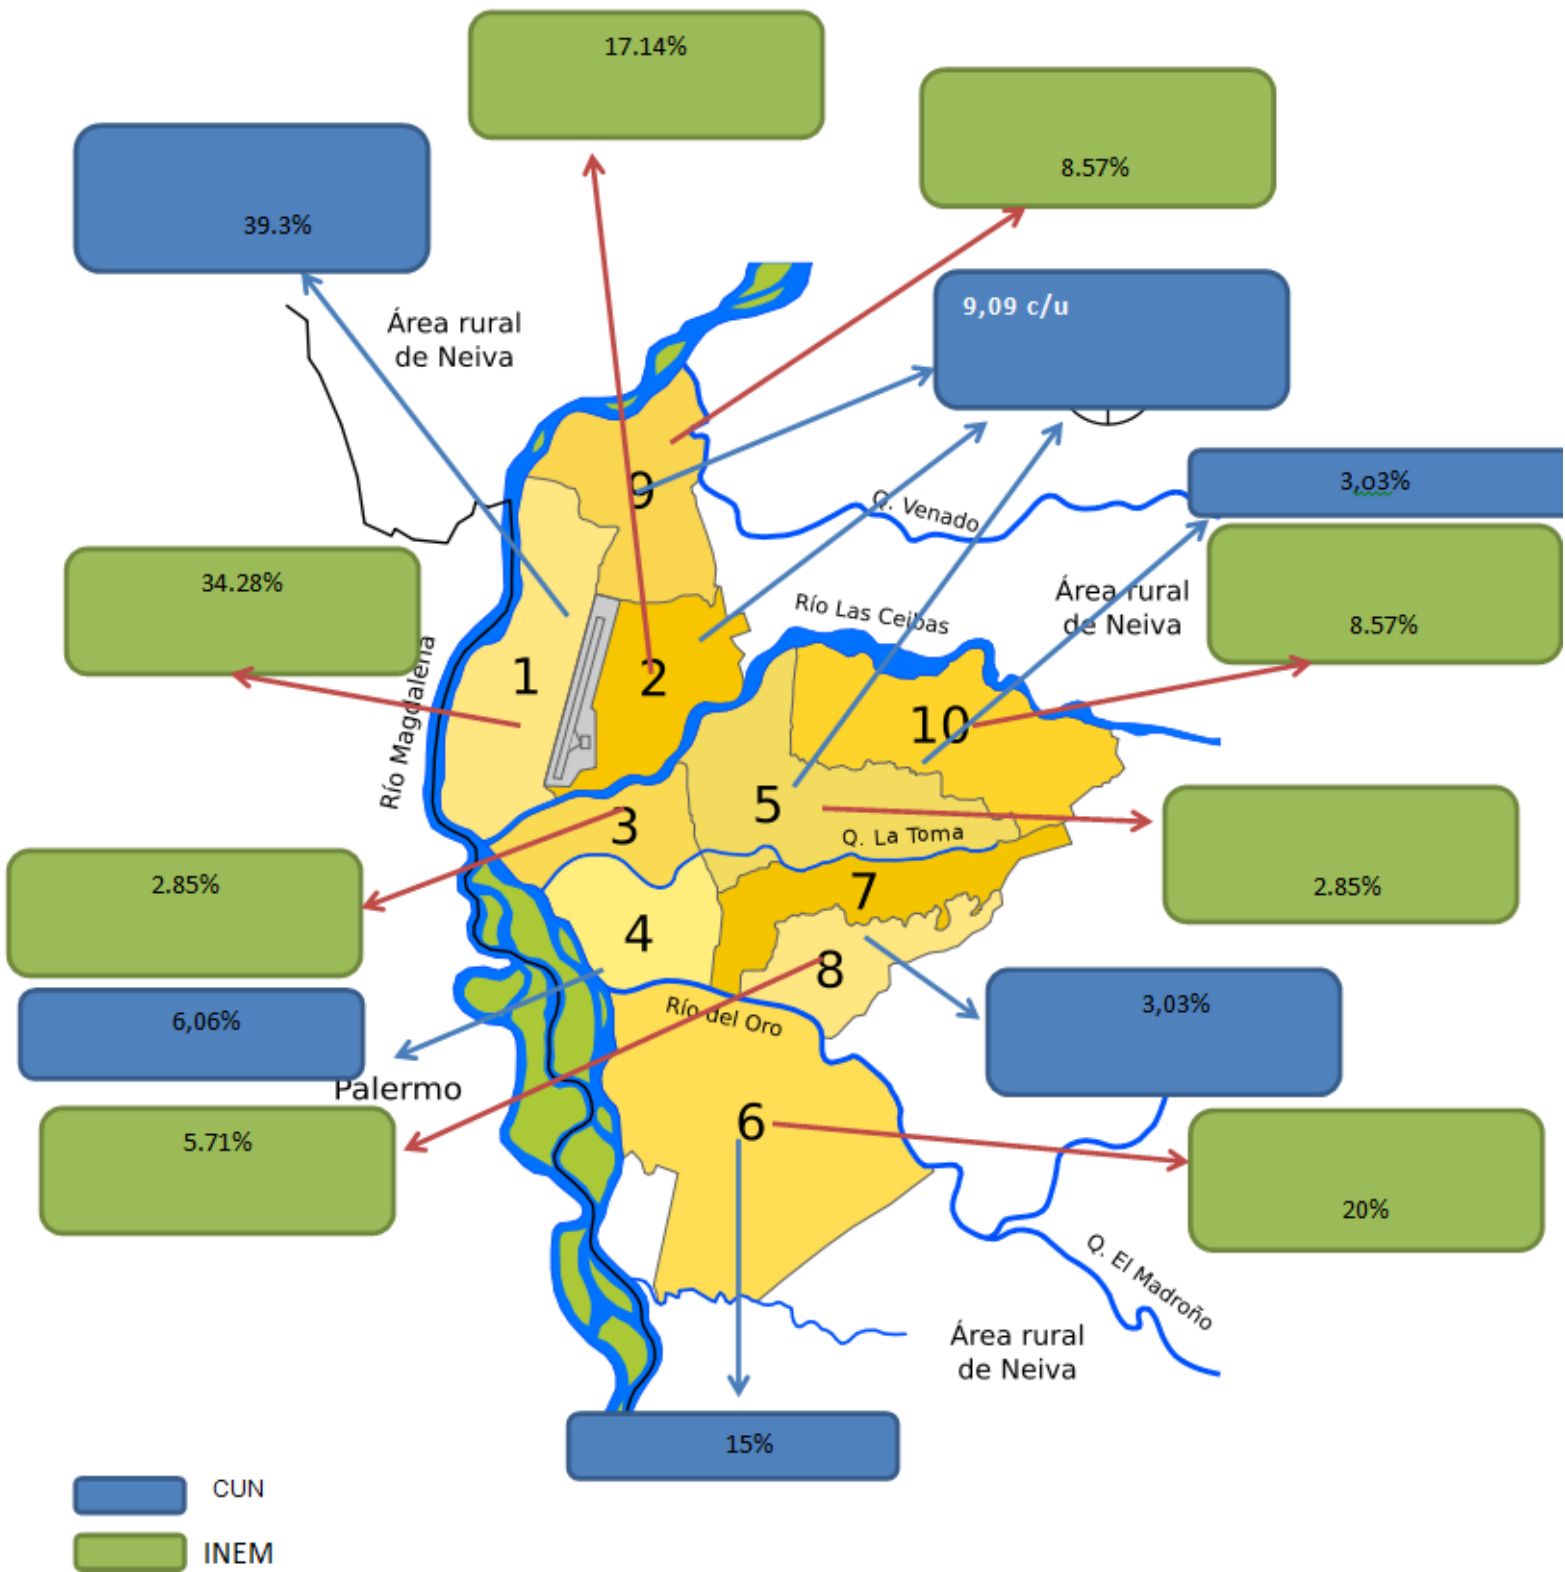 17.14%
8.57%
39.3%
9,09 c/u
Área rural
de Neiva
3,o3%
9
Q. Venado
34.28%
Área rural
de Neiva
Río Las Ceibas
8.57%
Río Magdalena
1
2
10
5
3
Q. La Toma
2.85%
2.85%
7
4
8
6,06%
Río del Oro
3,03%
Palermo
5.71%
6
20%
Q. El Madroño
Área rural
de Neiva
15%
CUN
INEM